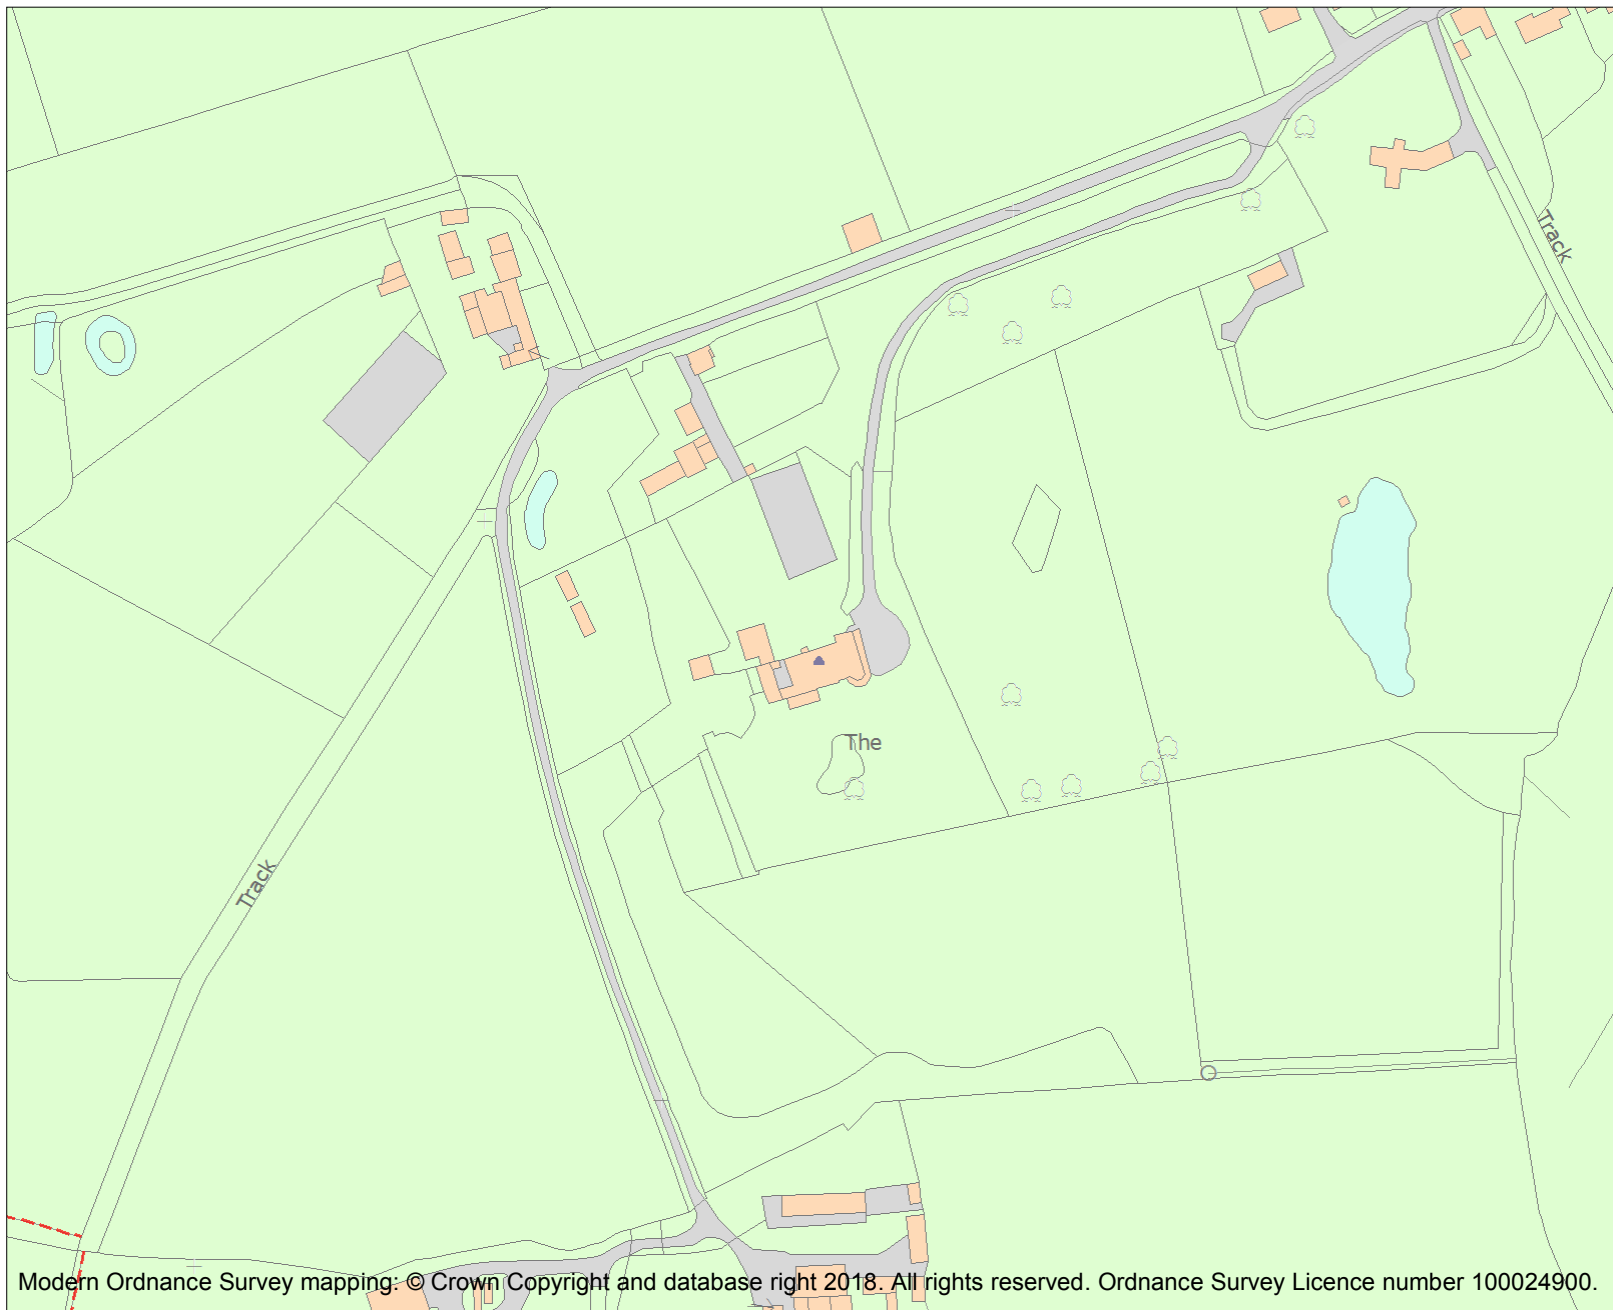 Track
The
Track
Modern Ordnance Survey mapping: © Crown Copyright and database right 2018. All rights reserved. Ordnance Survey Licence number 100024900.